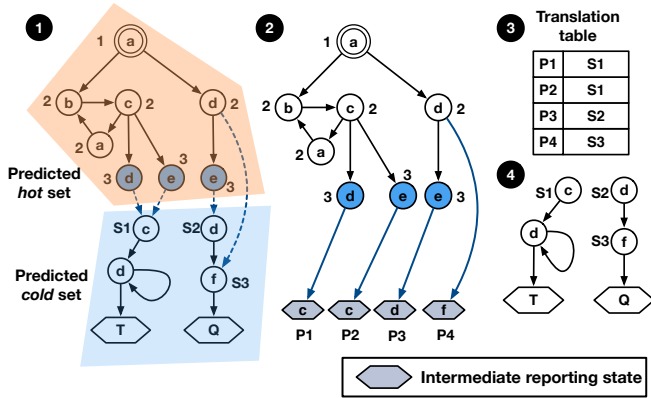 1
1 a
2 b c 2 d 2
2 a
Predicted
hot set
3 d 3 e e 3
S1 c S2 d
Predicted
cold set
d f S3
T Q
2
1 a
2 b c 2 d 2
2 a
3 d 3 e e 3
c c d f
P1 P2 P3 P4
3 Translation
table
P1 S1
P2 S1
P3 S2
P4 S3
4
S1 c S2 d
d S3 f
T Q
Intermediate reporting state